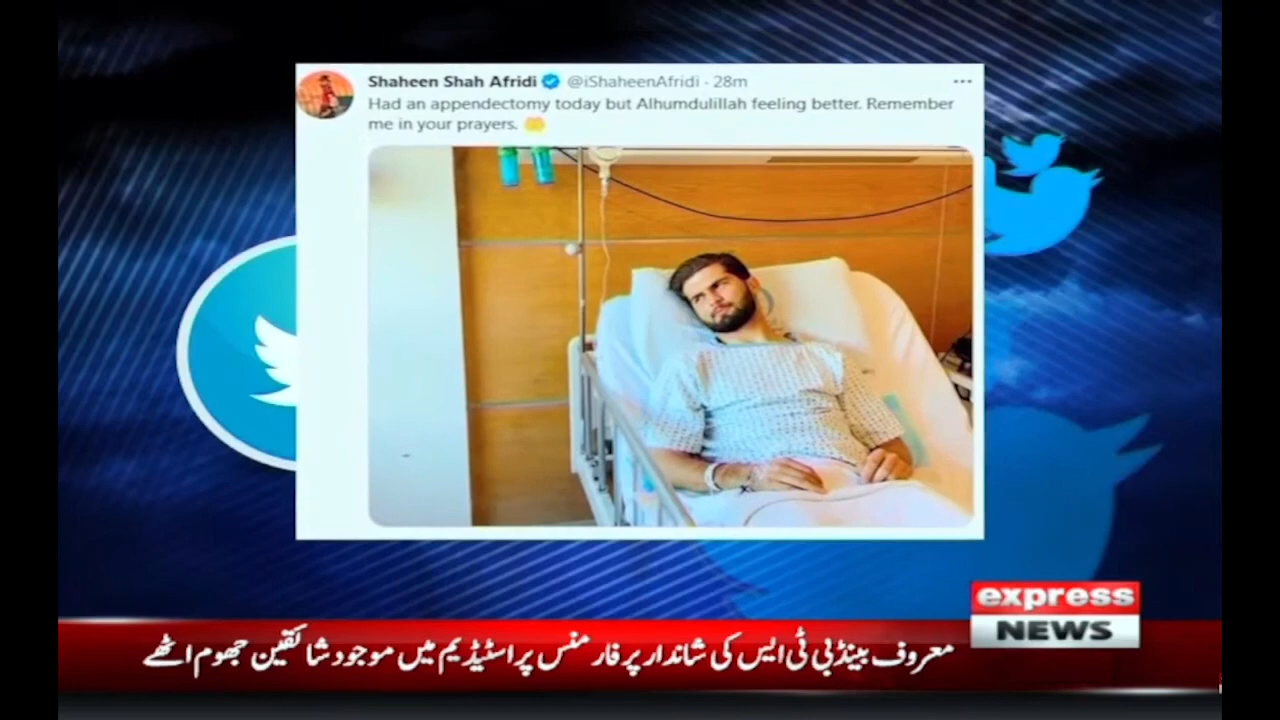 Shaheen Shah Afridi @iShaheenAfridi · 28m
Had an appendectomy today but Alhumdulillah feeling better. Remember
me in your prayers. 🤲
express
NEWS
معروف بینڈ بی ٹی ایس کی شاندار پرفارمنس پر اسٹیڈیم میں موجود شائقین جھوم اٹھے